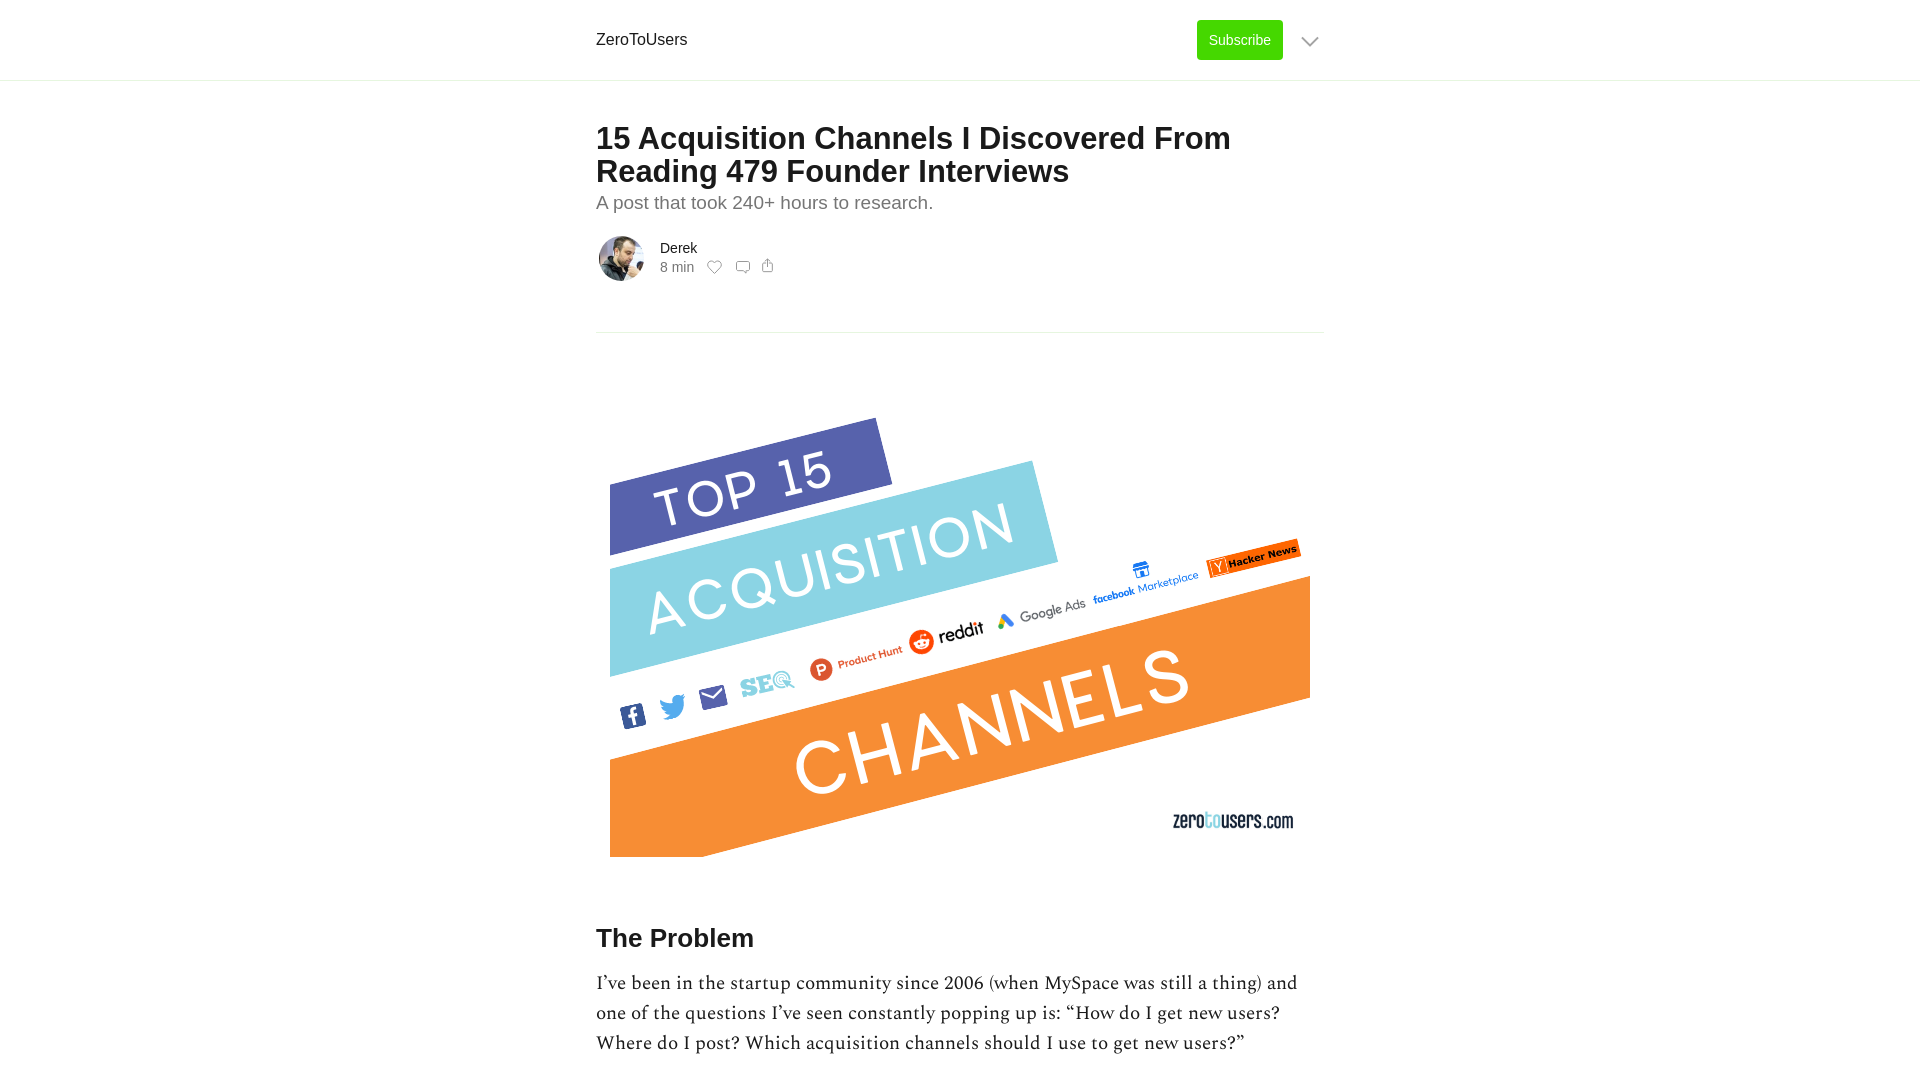 ZeroToUsers
Subscribe
15 Acquisition Channels I Discovered From
Reading 479 Founder Interviews
A post that took 240+ hours to research.
Derek
8 min
TOP 15
ACQUISITION
SEO
Product Hunt
reddit
Google Ads
facebook Marketplace
Y Hacker News
CHANNELS
zerotousers.com
The Problem
I’ve been in the startup community since 2006 (when MySpace was still a thing) and
one of the questions I’ve seen constantly popping up is: “How do I get new users?
Where do I post? Which acquisition channels should I use to get new users?”